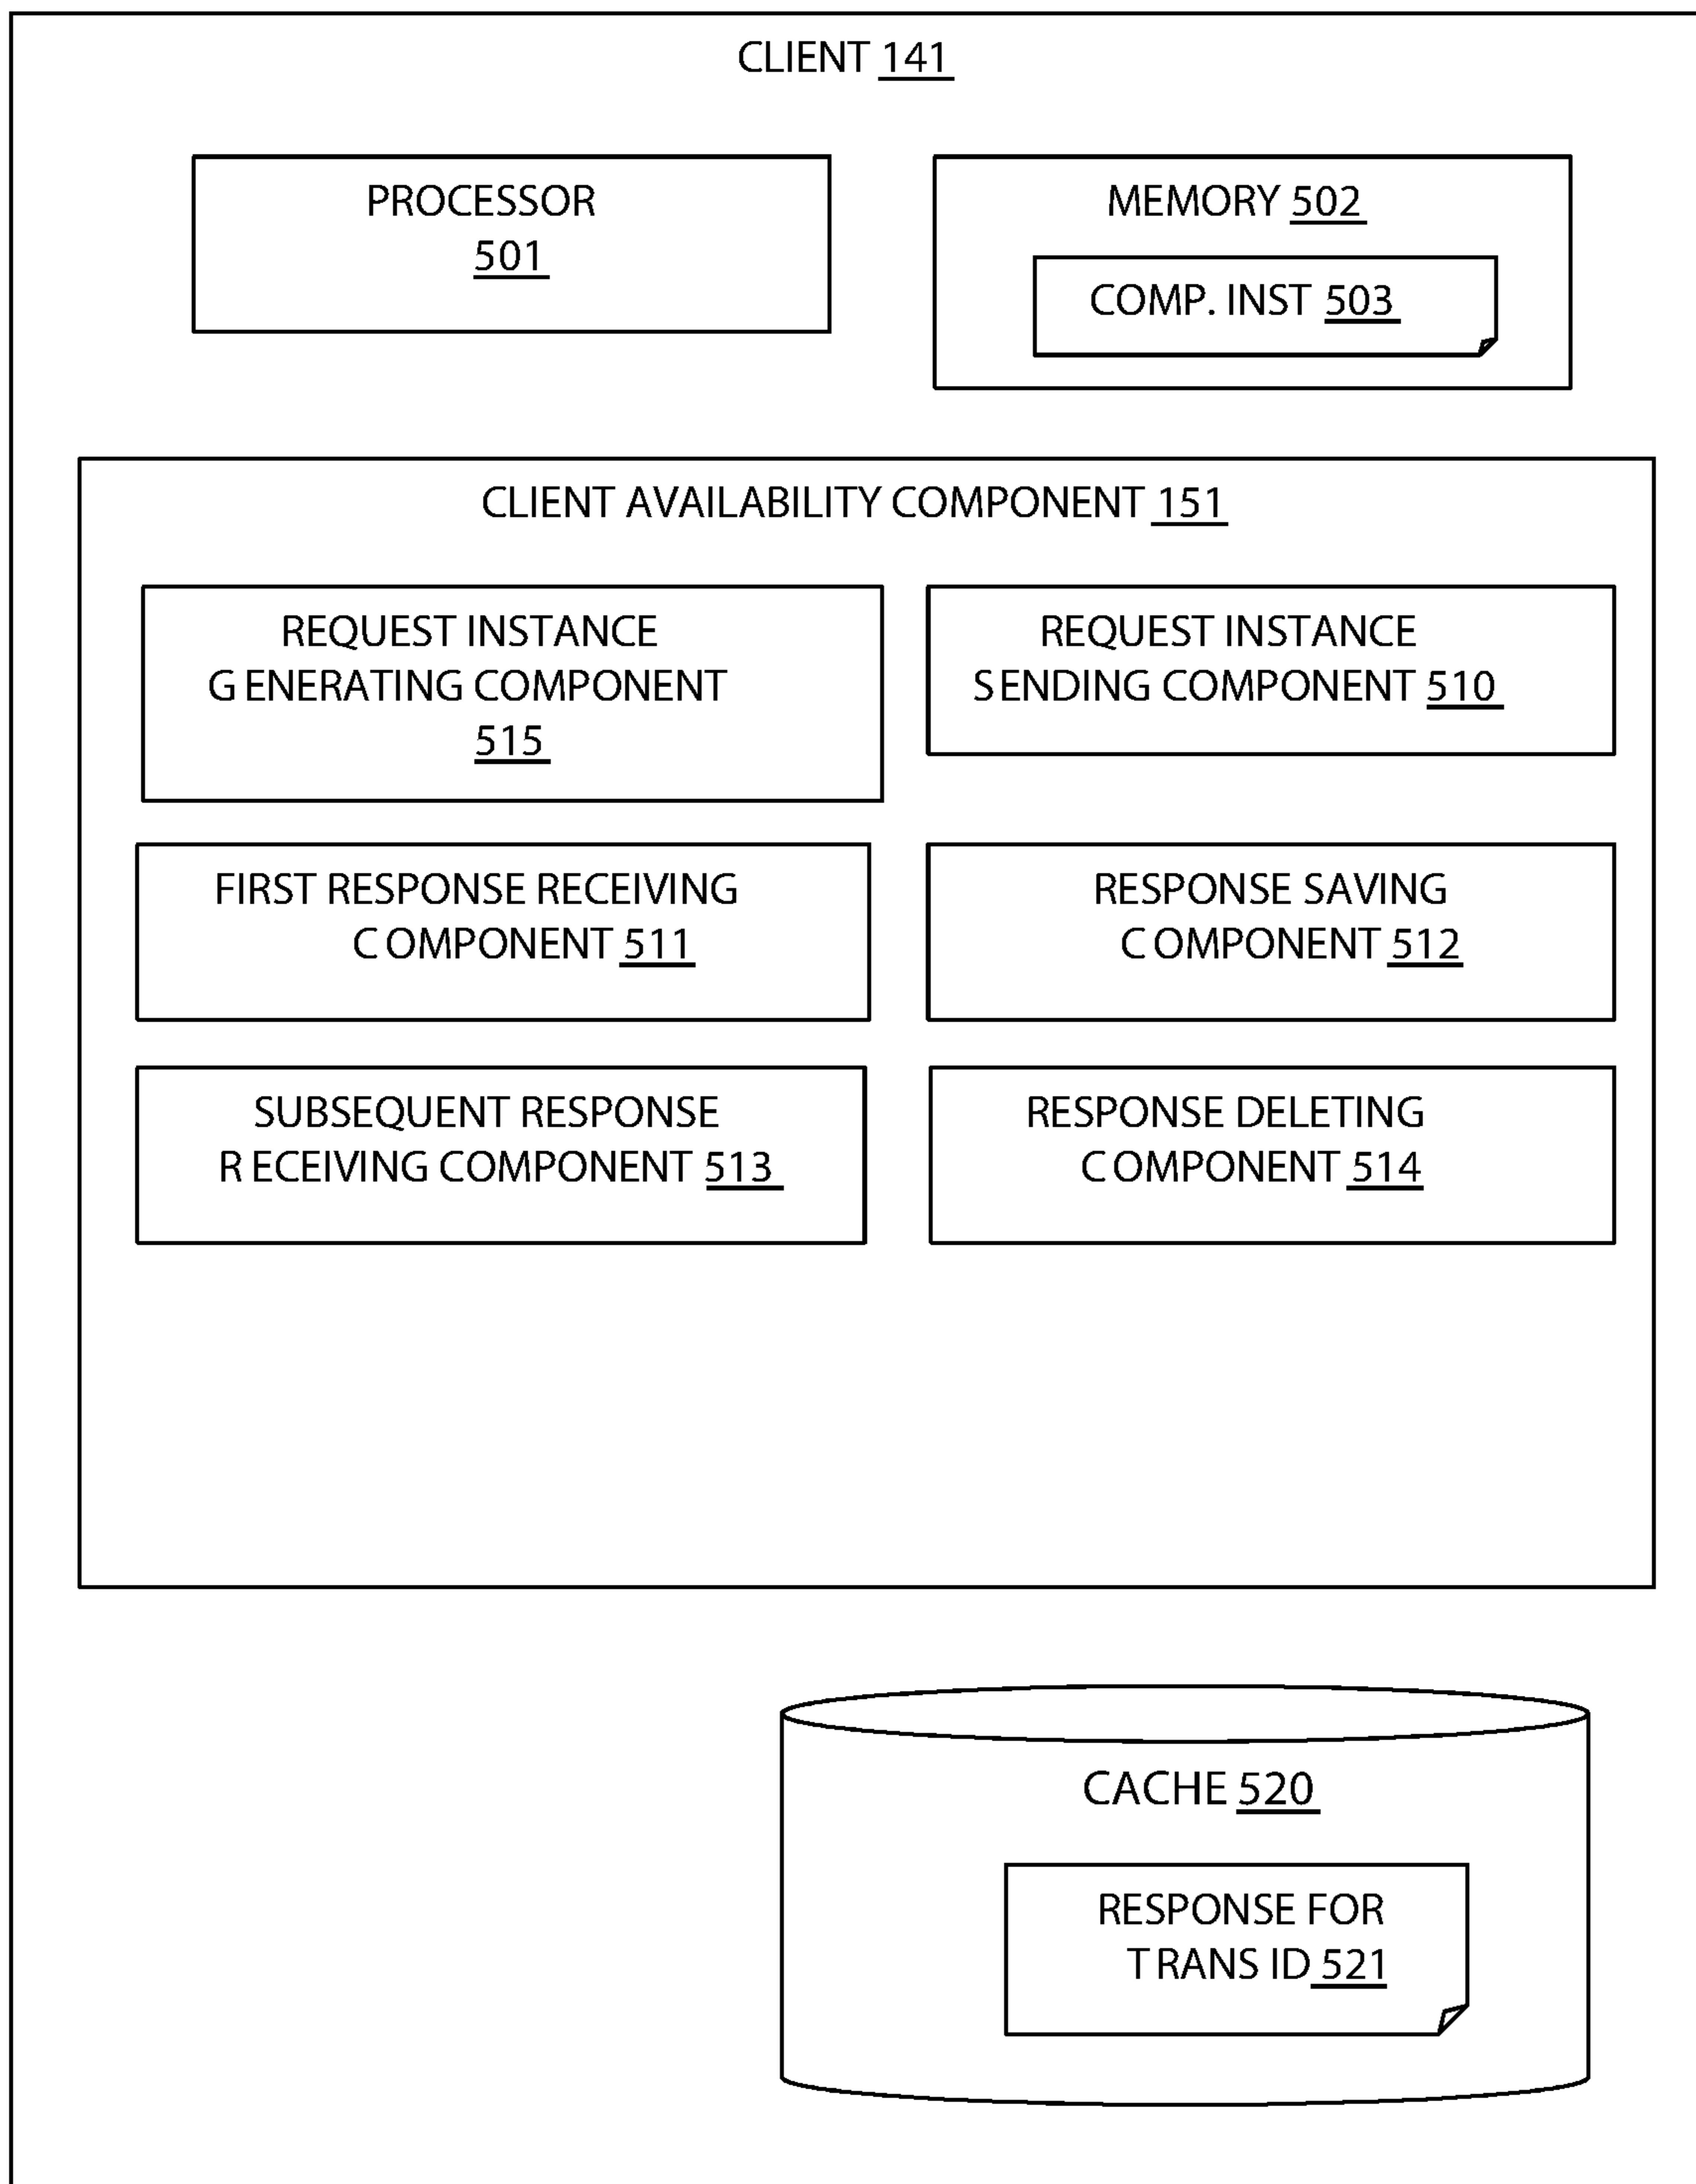 CLIENT 141
PROCESSOR
501
MEMORY 502
COMP. INST 503
CLIENT AVAILABILITY COMPONENT 151
REQUEST INSTANCE
GENERATING COMPONENT
515
REQUEST INSTANCE
SENDING COMPONENT 510
FIRST RESPONSE RECEIVING
COMPONENT 511
RESPONSE SAVING
COMPONENT 512
SUBSEQUENT RESPONSE
RECEIVING COMPONENT 513
RESPONSE DELETING
COMPONENT 514
CACHE 520
RESPONSE FOR
TRANS ID 521